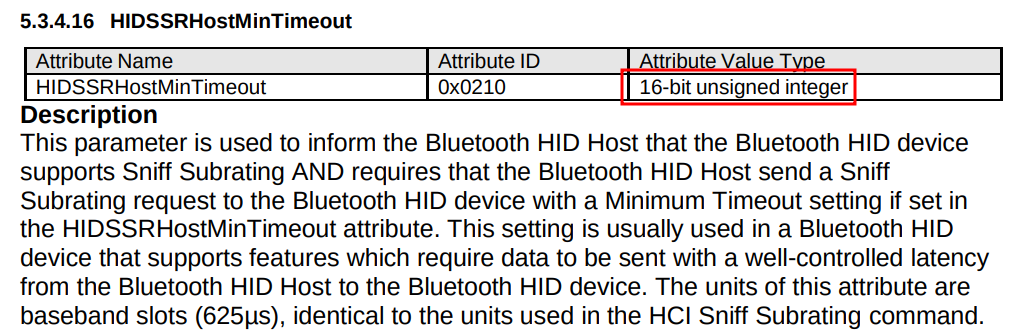 5.3.4.16 HIDSSRHostMinTimeout
Attribute Name Attribute ID Attribute Value Type
HIDSSRHostMinTimeout 0x0210 16-bit unsigned integer
Description
This parameter is used to inform the Bluetooth HID Host that the Bluetooth HID device
supports Sniff Subrating AND requires that the Bluetooth HID Host send a Sniff
Subrating request to the Bluetooth HID device with a Minimum Timeout setting if set in
the HIDSSRHostMinTimeout attribute. This setting is usually used in a Bluetooth HID
device that supports features which require data to be sent with a well-controlled latency
from the Bluetooth HID Host to the Bluetooth HID device. The units of this attribute are
baseband slots (625µs), identical to the units used in the HCI Sniff Subrating command.